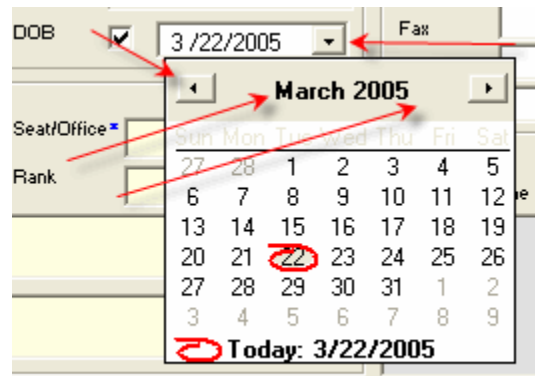 DOB 3 /22/2005 Fax
March 2005
Seat/Office*
Sun Mon Tue Wed Thu Fri Sat
Rank
27 28 1 2 3 4 5
6 7 8 9 10 11 12
13 14 15 16 17 18 19
20 21 22 23 24 25 26
27 28 29 30 31 1 2
3 4 5 6 7 8 9
Today: 3/22/2005